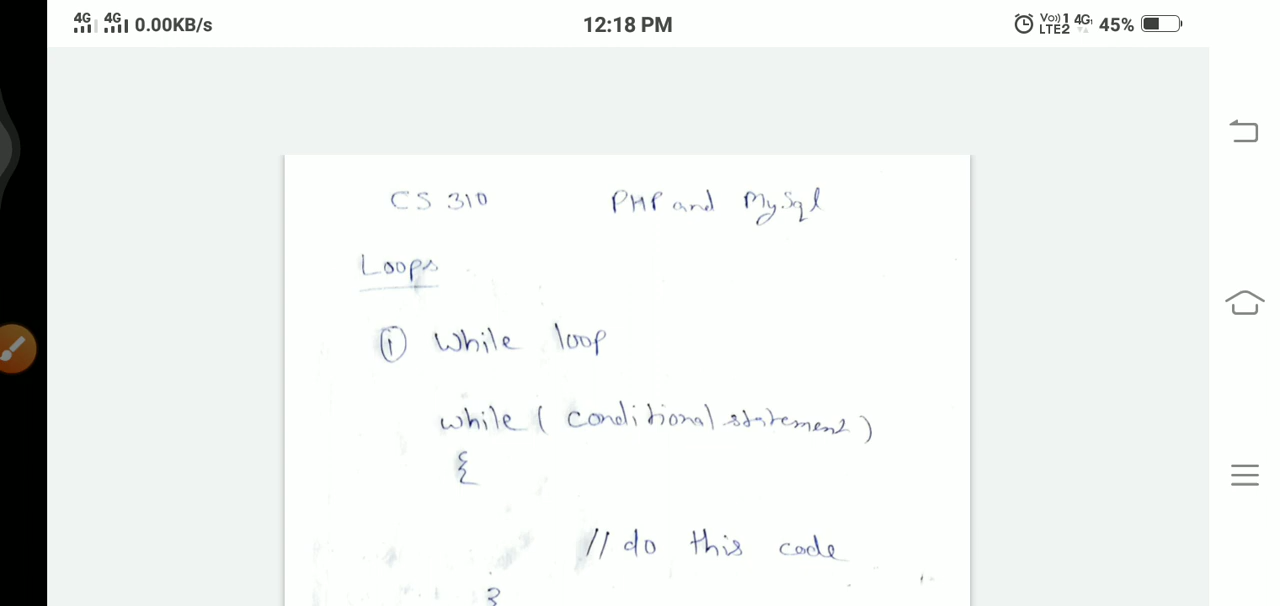 4G 4G 0.00KB/s 12:18 PM Vo)) 1 4G 45%
LTE2
CS 310 PHP and MySql
Loops
① While loop
while ( conditional statement )
{
// do this code
}